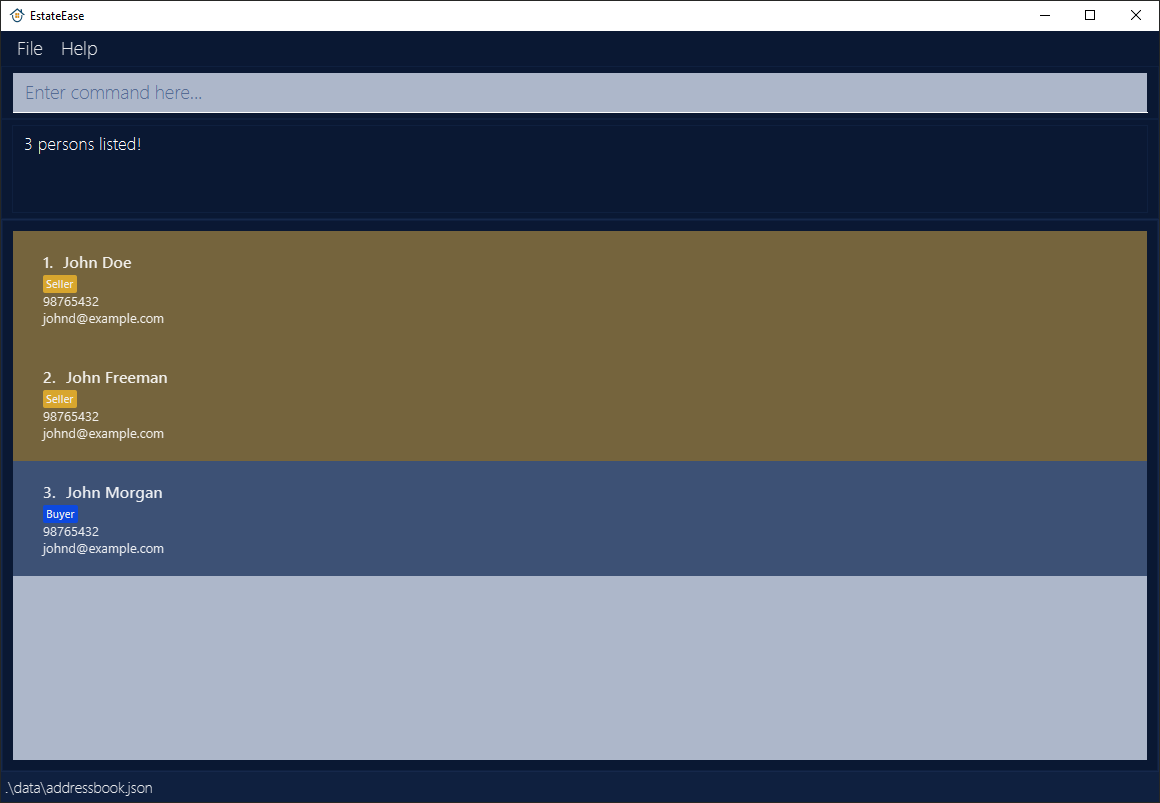 EstateEase
File Help
Enter command here...
3 persons listed!
1. John Doe
Seller
98765432
johnd@example.com
2. John Freeman
Seller
98765432
johnd@example.com
3. John Morgan
Buyer
98765432
johnd@example.com
.\data\addressbook.json